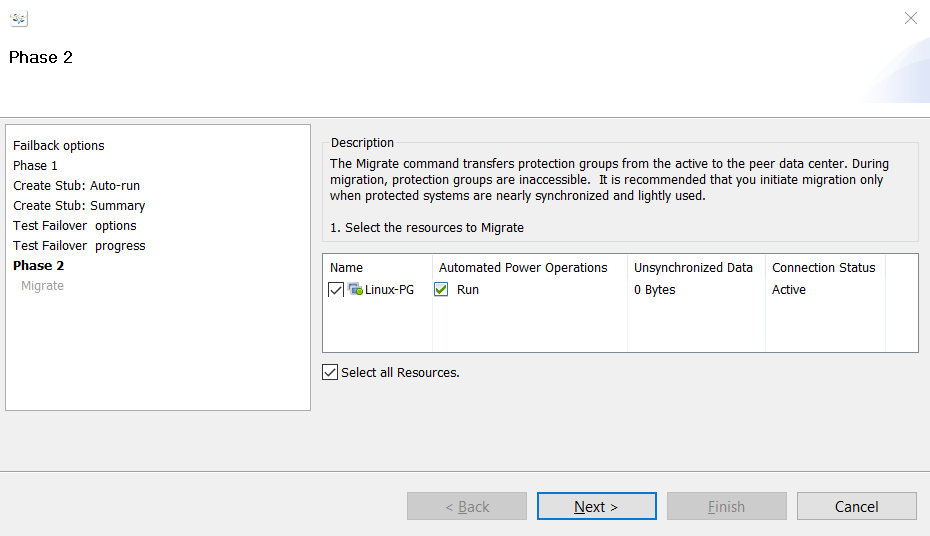 Phase 2
Failback options
Phase 1
Create Stub: Auto-run
Create Stub: Summary
Test Failover  options
Test Failover  progress
Phase 2
Migrate
Description
The Migrate command transfers protection groups from the active to the peer data center. During
migration, protection groups are inaccessible.  It is recommended that you initiate migration only
when protected systems are nearly synchronized and lightly used.
1. Select the resources to Migrate
Name Automated Power Operations Unsynchronized Data Connection Status
Linux-PG Run 0 Bytes Active
Select all Resources.
< Back Next > Finish Cancel